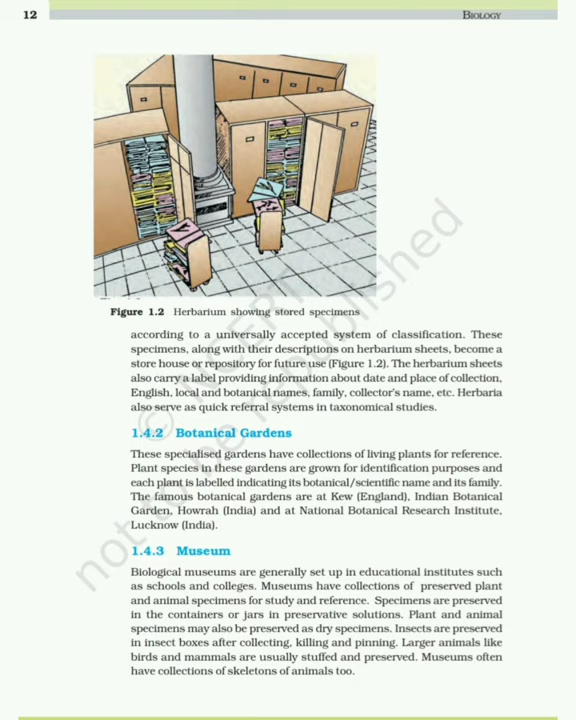 12
BIOLOGY
Figure 1.2 Herbarium showing stored specimens
according to a universally accepted system of classification. These
specimens, along with their descriptions on herbarium sheets, become a
store house or repository for future use (Figure 1.2). The herbarium sheets
also carry a label providing information about date and place of collection,
English, local and botanical names, family, collector's name, etc. Herbaria
also serve as quick referral systems in taxonomical studies.
1.4.2 Botanical Gardens
These specialised gardens have collections of living plants for reference.
Plant species in these gardens are grown for identification purposes and
each plant is labelled indicating its botanical/scientific name and its family.
The famous botanical gardens are at Kew (England), Indian Botanical
Garden, Howrah (India) and at National Botanical Research Institute,
Lucknow (India).
1.4.3 Museum
Biological museums are generally set up in educational institutes such
as schools and colleges. Museums have collections of preserved plant
and animal specimens for study and reference. Specimens are preserved
in the containers or jars in preservative solutions. Plant and animal
specimens may also be preserved as dry specimens. Insects are preserved
in insect boxes after collecting, killing and pinning. Larger animals like
birds and mammals are usually stuffed and preserved. Museums often
have collections of skeletons of animals too.
© NCERT
not to be republished